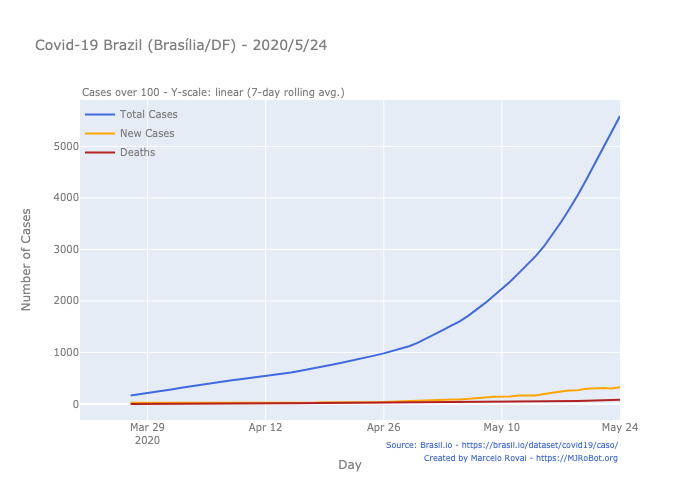 Covid-19 Brazil (Brasília/DF) - 2020/5/24
Cases over 100 - Y-scale: linear (7-day rolling avg.)
Total Cases
New Cases
Deaths
5000
4000
3000
2000
1000
0
Number of Cases
Mar 29
2020
Apr 12
Apr 26
May 10
May 24
Day
Source: Brasil.io - https://brasil.io/dataset/covid19/caso/
Created by Marcelo Rovai - https://MJRoBot.org